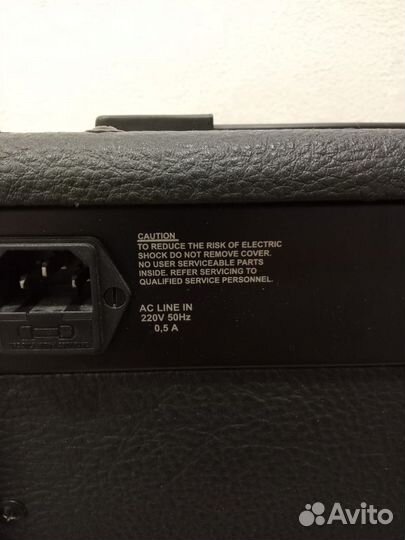 CAUTION
TO REDUCE THE RISK OF ELECTRIC
SHOCK DO NOT REMOVE COVER.
NO USER SERVICEABLE PARTS
INSIDE. REFER SERVICING TO
QUALIFIED SERVICE PERSONNEL.
AC LINE IN
220V 50Hz
0,5 A
Avito